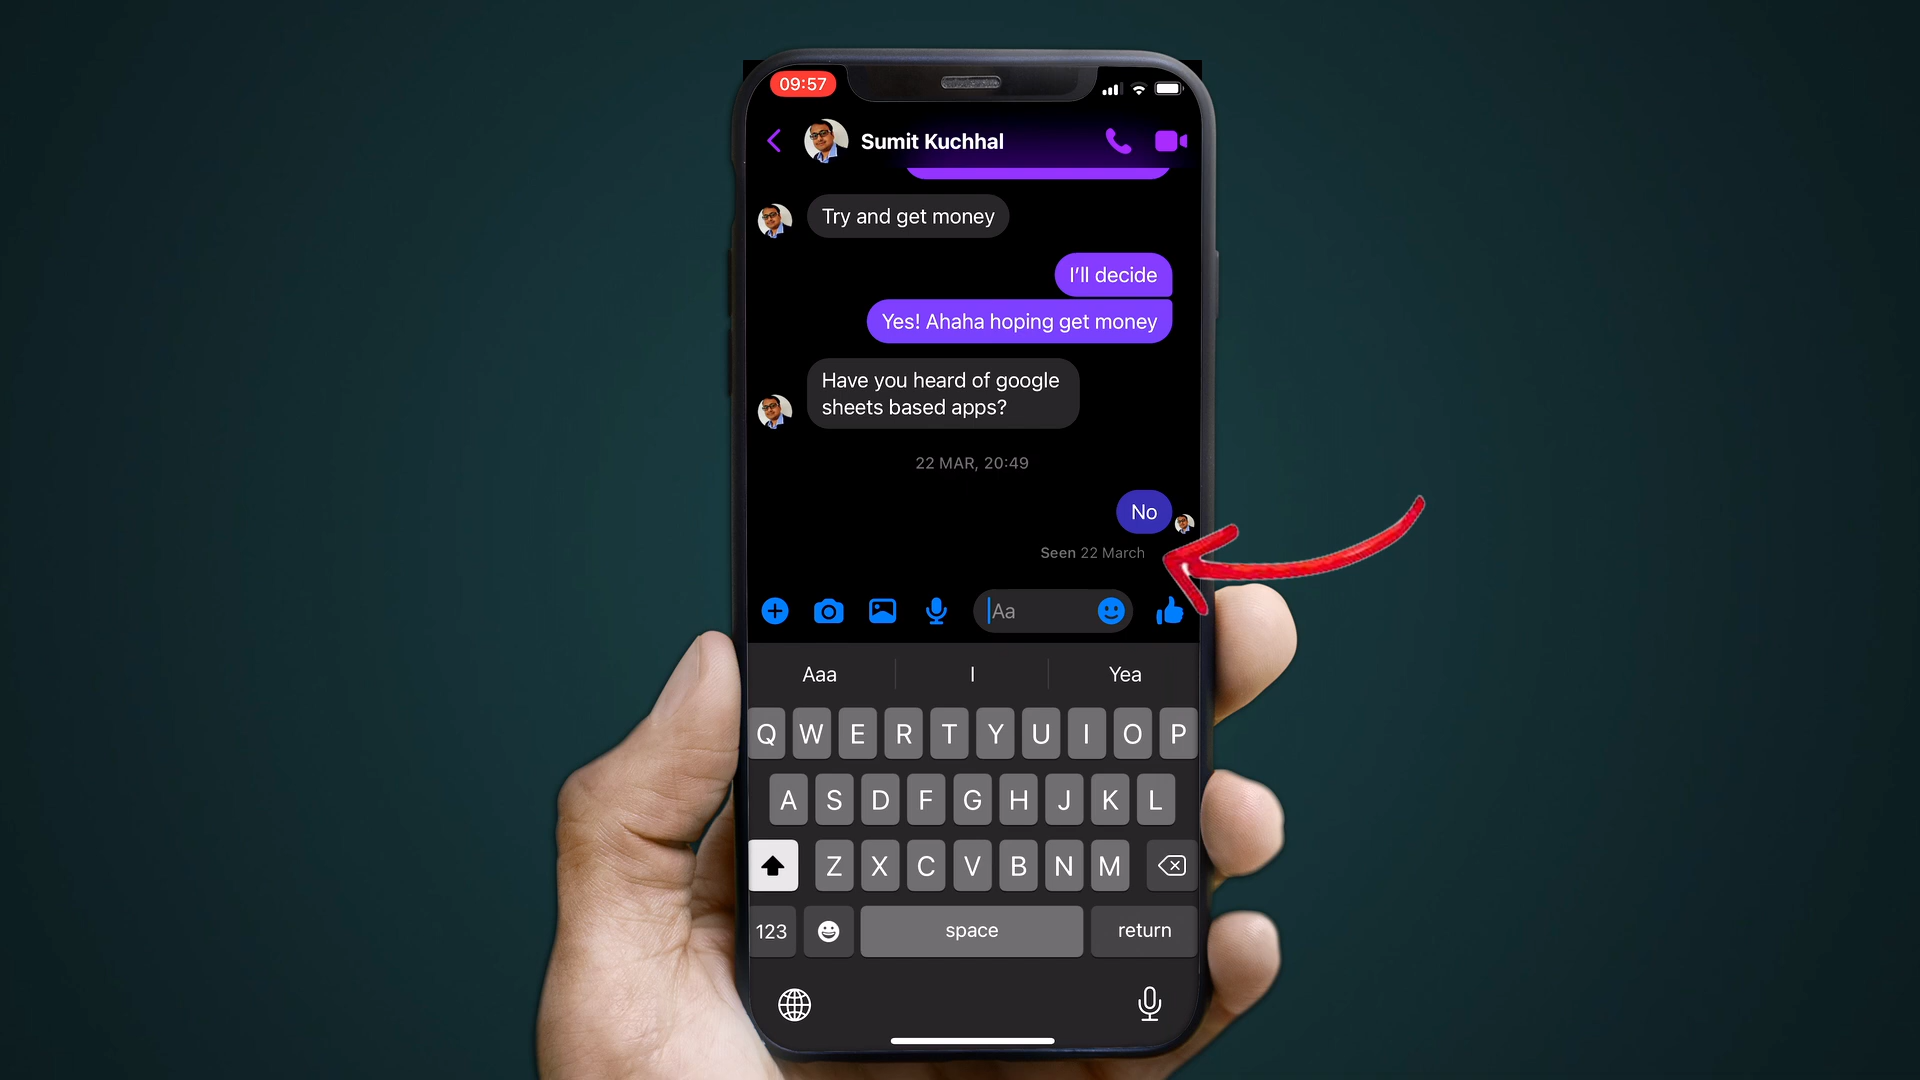 09:57
Sumit Kuchhal
Try and get money
I'll decide
Yes! Ahaha hoping get money
Have you heard of google
sheets based apps?
22 MAR, 20:49
No
Seen 22 March
Aa
Aaa I Yea
Q W E R T Y U I O P
A S D F G H J K L
Z X C V B N M
123 space return